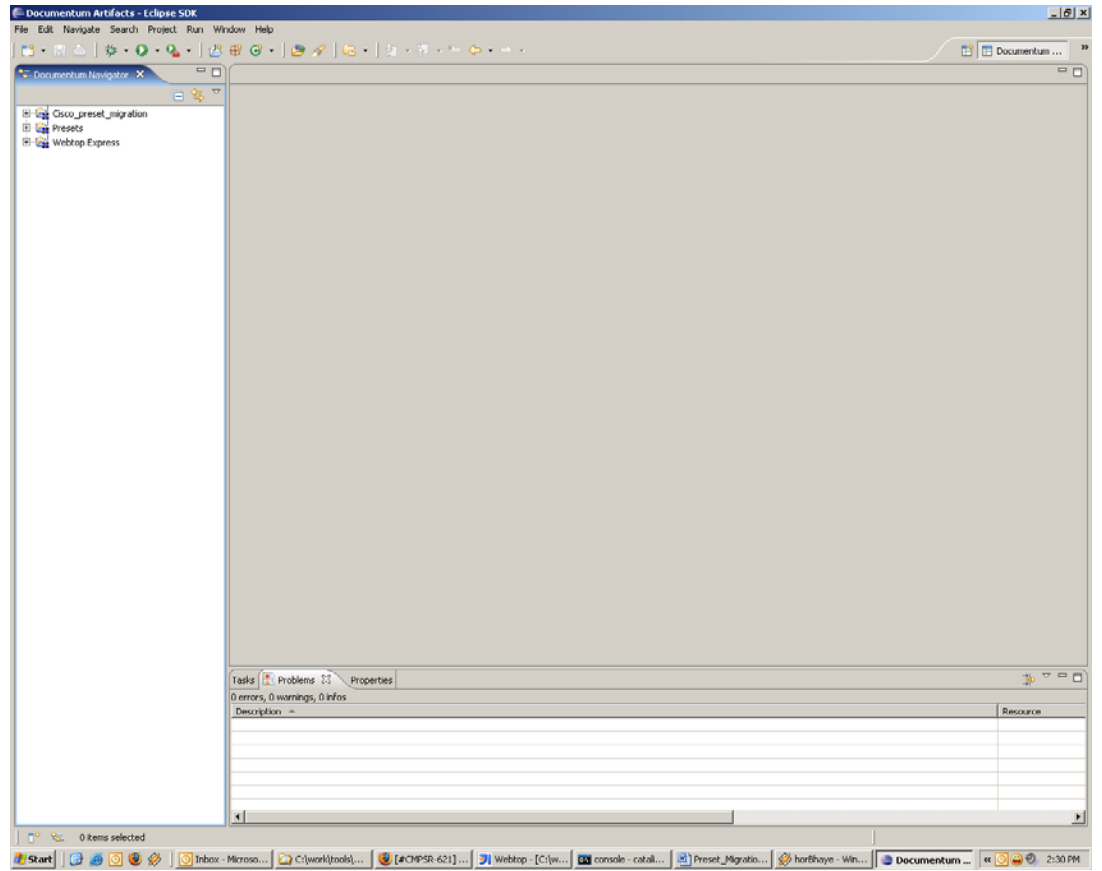 Documentum Artifacts - Eclipse SDK
File Edit Navigate Search Project Run Window Help
Documentum ...
Documentum Navigator
Cisco_preset_migration
Presets
Webtop Express
Tasks Problems Properties
0 errors, 0 warnings, 0 infos
Description Resource
0 items selected
Start Inbox - Microso... C:\work\tools\... [#CMPSR-621] ... Webtop - [C:\w... console - catali... Preset_Migratio... - Win... Documentum ... 2:30 PM